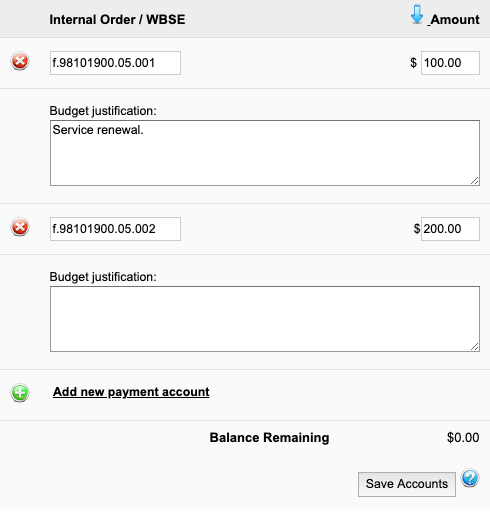 Internal Order / WBSE Amount
f.98101900.05.001 $ 100.00
Budget justification:
Service renewal.
f.98101900.05.002 $ 200.00
Budget justification:
Add new payment account
Balance Remaining $0.00
Save Accounts ?